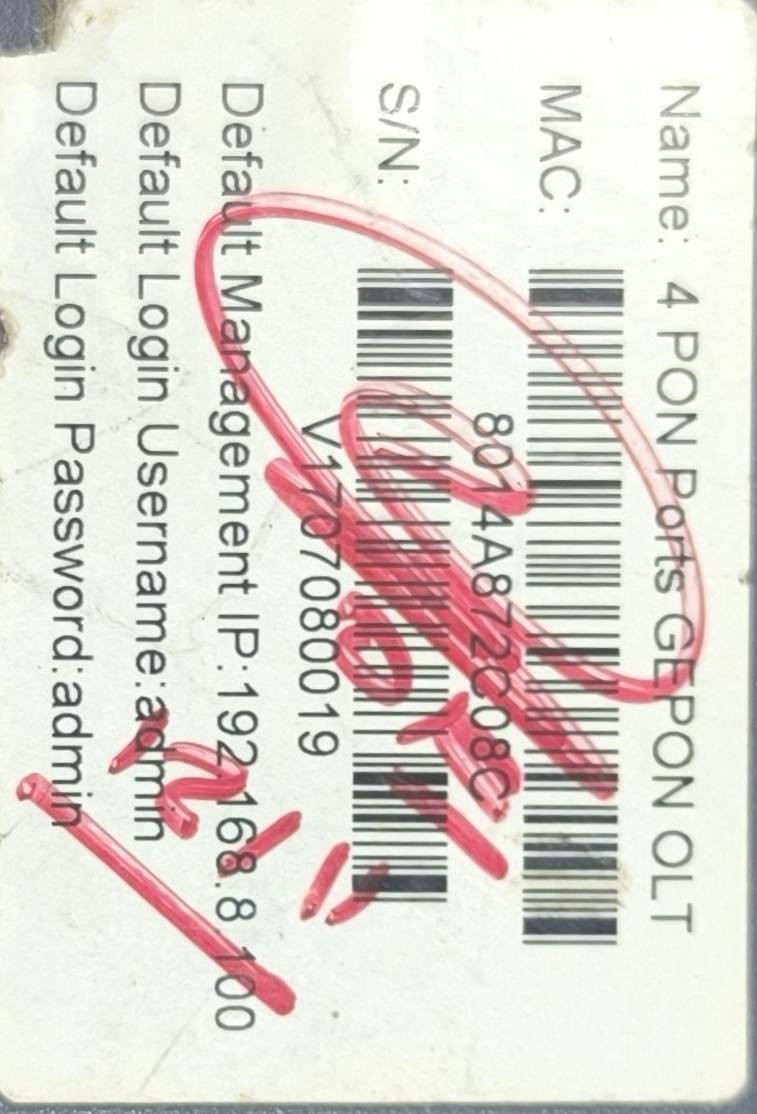 Name: 4 PON Ports GEPON OLT
MAC:
8014A872C08C
S/N:
V1707080019
Default Management IP:192.168.8.100
Default Login Username:admin
Default Login Password:admin